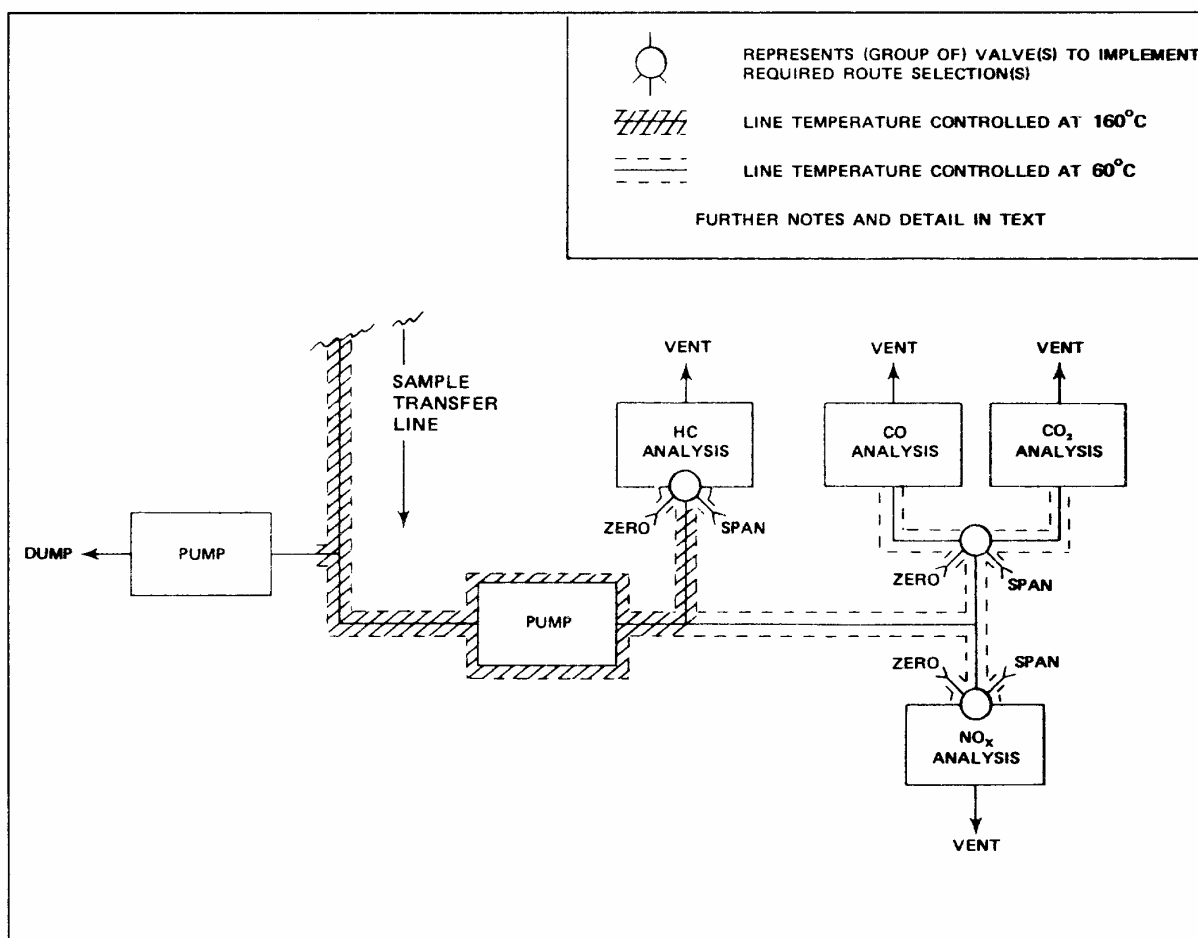 REPRESENTS (GROUP OF) VALVE(S) TO IMPLEMENT
REQUIRED ROUTE SELECTION(S)
LINE TEMPERATURE CONTROLLED AT 160°C
LINE TEMPERATURE CONTROLLED AT 60°C
FURTHER NOTES AND DETAIL IN TEXT
SAMPLE
TRANSFER
LINE
VENT
VENT
VENT
HC
ANALYSIS
CO
ANALYSIS
CO₂
ANALYSIS
ZERO
SPAN
DUMP
PUMP
ZERO
SPAN
PUMP
ZERO
SPAN
NOₓ
ANALYSIS
VENT